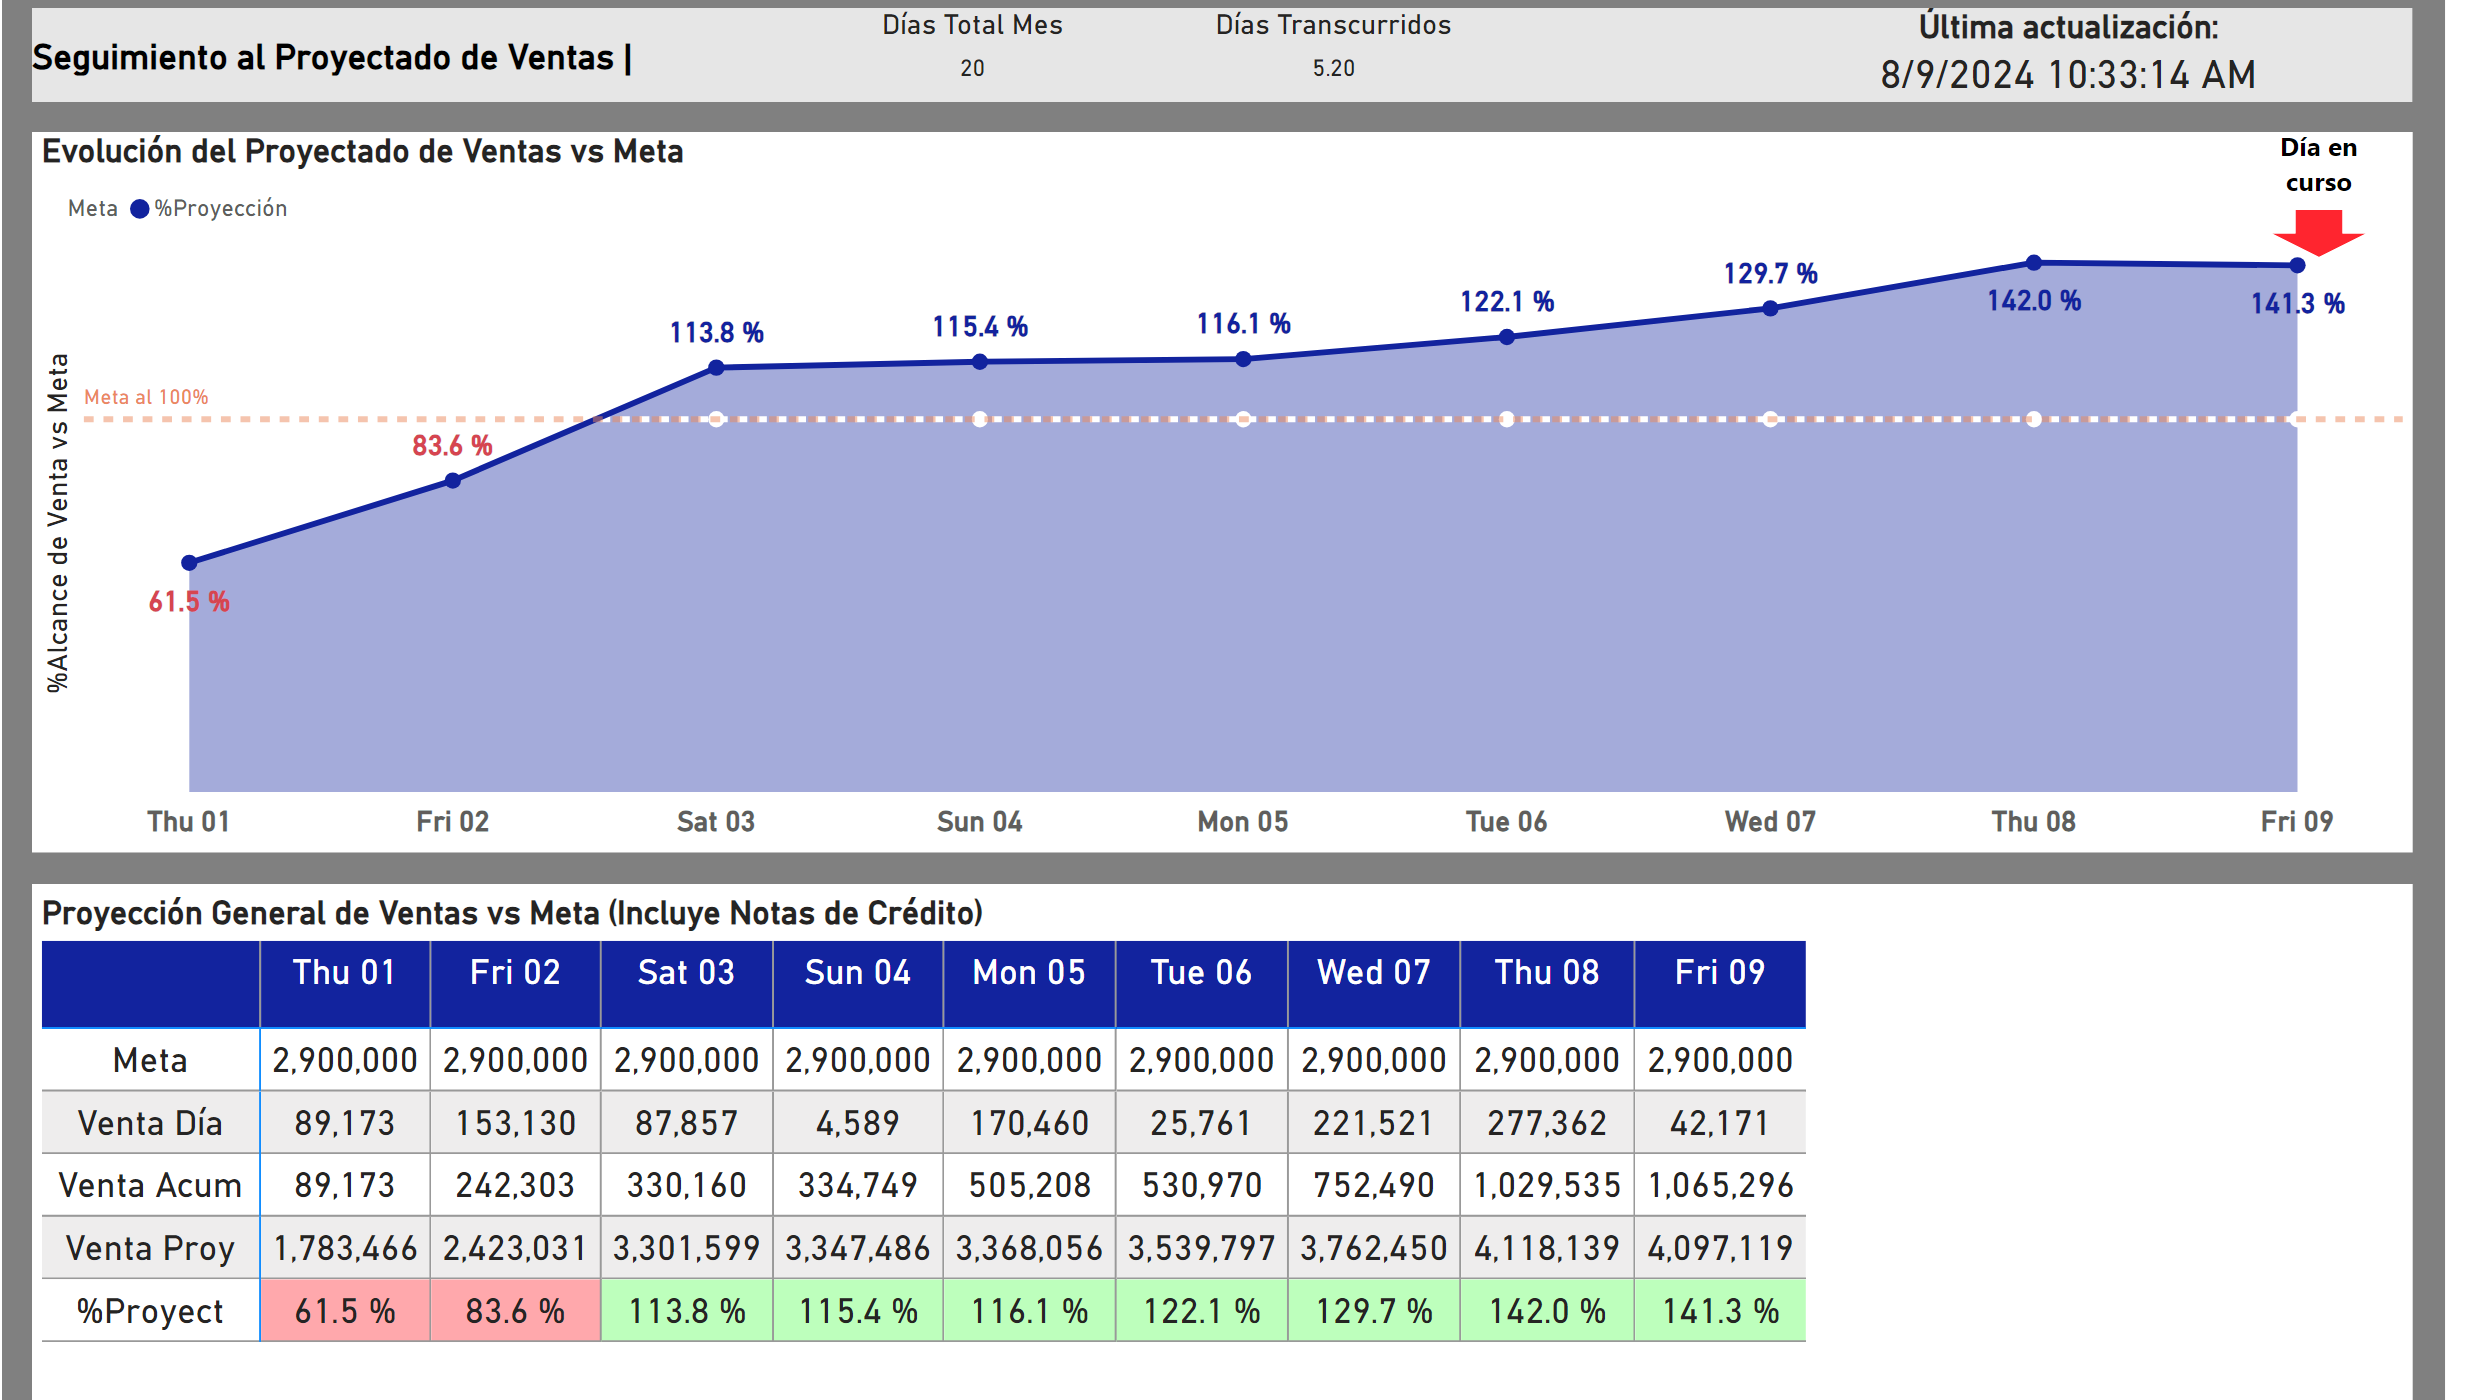 Seguimiento al Proyectado de Ventas |
Días Total Mes
20
Días Transcurridos
5.20
Última actualización:
8/9/2024 10:33:14 AM
Evolución del Proyectado de Ventas vs Meta
Día en
curso
Meta %Proyección
%Alcance de Venta vs Meta
Meta al 100%
61.5 %
83.6 %
113.8 %
115.4 %
116.1 %
122.1 %
129.7 %
142.0 %
141.3 %
Thu 01 Fri 02 Sat 03 Sun 04 Mon 05 Tue 06 Wed 07 Thu 08 Fri 09
Proyección General de Ventas vs Meta (Incluye Notas de Crédito)
Thu 01 Fri 02 Sat 03 Sun 04 Mon 05 Tue 06 Wed 07 Thu 08 Fri 09
Meta 2,900,000 2,900,000 2,900,000 2,900,000 2,900,000 2,900,000 2,900,000 2,900,000 2,900,000
Venta Día 89,173 153,130 87,857 4,589 170,460 25,761 221,521 277,362 42,171
Venta Acum 89,173 242,303 330,160 334,749 505,208 530,970 752,490 1,029,535 1,065,296
Venta Proy 1,783,466 2,423,031 3,301,599 3,347,486 3,368,056 3,539,797 3,762,450 4,118,139 4,097,119
%Proyect 61.5 % 83.6 % 113.8 % 115.4 % 116.1 % 122.1 % 129.7 % 142.0 % 141.3 %